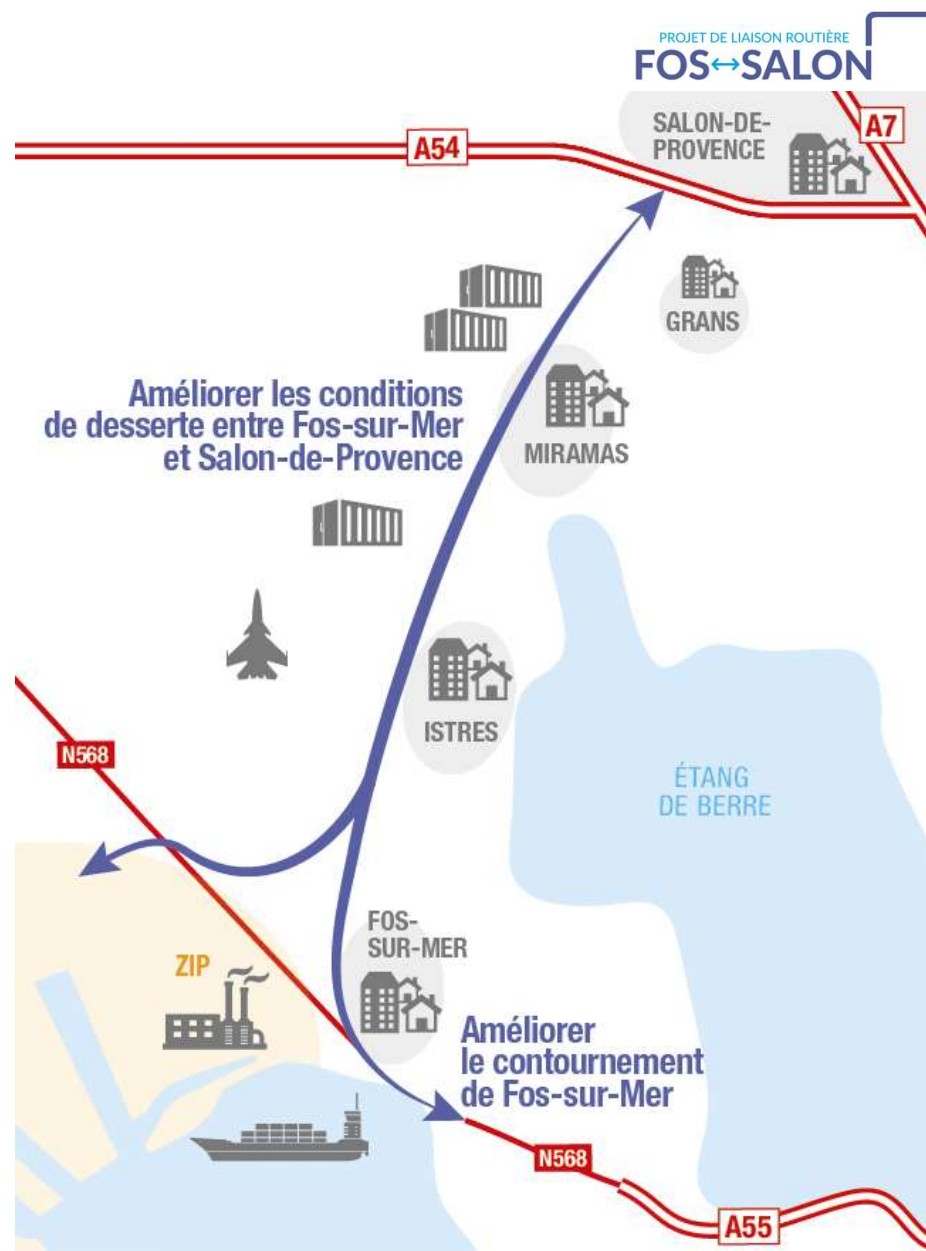 PROJET DE LIAISON ROUTIÈRE
FOS↔SALON
SALON-DE-
PROVENCE
A7
A54
GRANS
Améliorer les conditions
de desserte entre Fos-sur-Mer
et Salon-de-Provence
MIRAMAS
ISTRES
N568
ÉTANG
DE BERRE
FOS-
SUR-MER
ZIP
Améliorer
le contournement
de Fos-sur-Mer
N568
A55